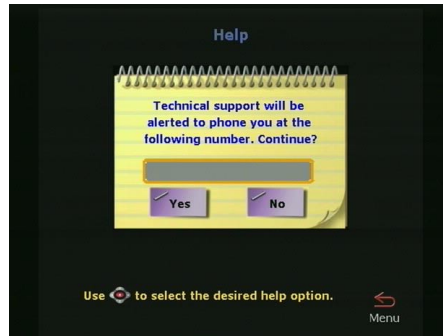 Help
Technical support will be
alerted to phone you at the
following number. Continue?
Yes
No
Use to select the desired help option.
Menu